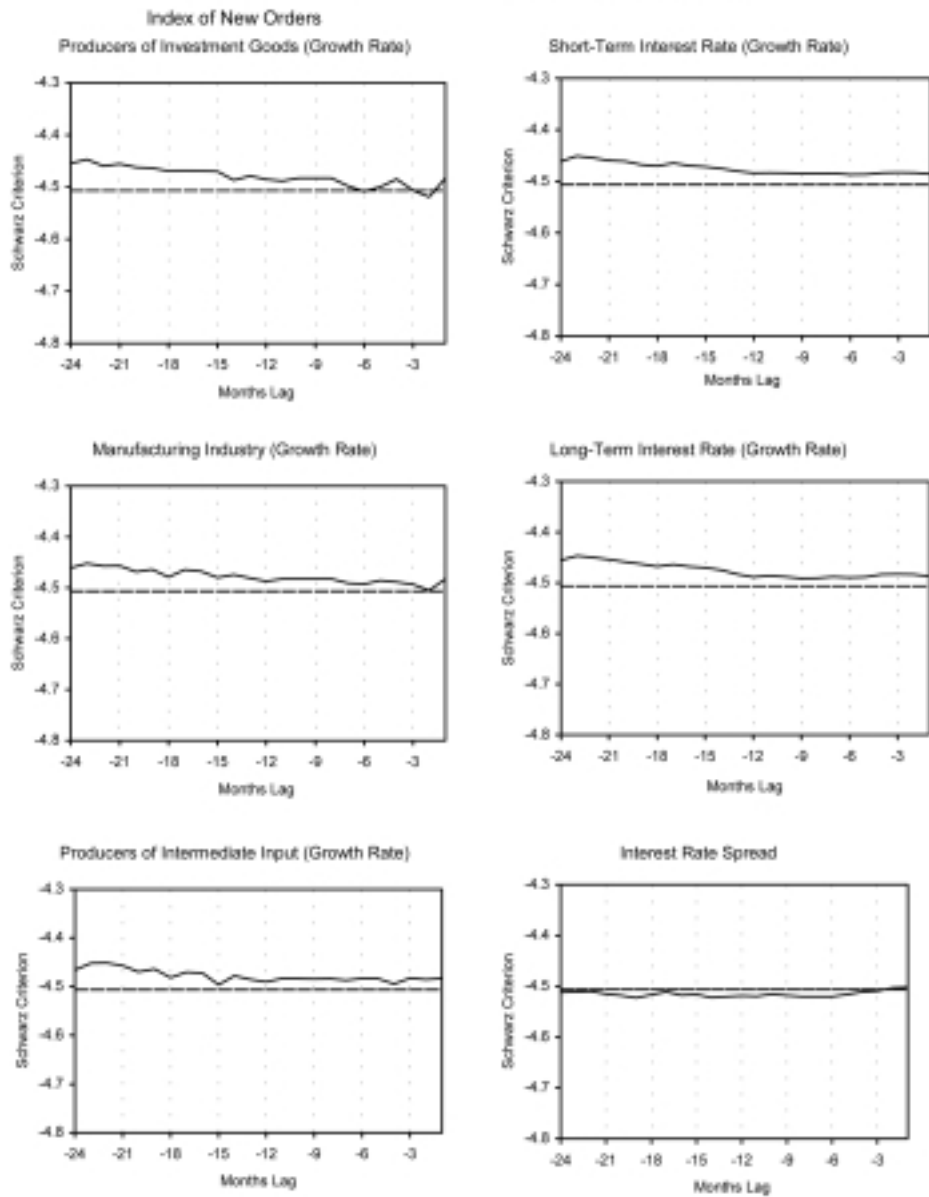 Index of New Orders
Producers of Investment Goods (Growth Rate)
-4.3
-4.4
-4.5
-4.6
-4.7
-4.8
Schwarz Criterion
-24 -21 -18 -15 -12 -9 -6 -3
Months Lag
Short-Term Interest Rate (Growth Rate)
-4.3
-4.4
-4.5
-4.6
-4.7
-4.8
Schwarz Criterion
-24 -21 -18 -15 -12 -9 -6 -3
Months Lag
Manufacturing Industry (Growth Rate)
-4.3
-4.4
-4.5
-4.6
-4.7
-4.8
Schwarz Criterion
-24 -21 -18 -15 -12 -9 -6 -3
Months Lag
Long-Term Interest Rate (Growth Rate)
-4.3
-4.4
-4.5
-4.6
-4.7
-4.8
Schwarz Criterion
-24 -21 -18 -15 -12 -9 -6 -3
Months Lag
Producers of Intermediate Input (Growth Rate)
-4.3
-4.4
-4.5
-4.6
-4.7
-4.8
Schwarz Criterion
-24 -21 -18 -15 -12 -9 -6 -3
Months Lag
Interest Rate Spread
-4.3
-4.4
-4.5
-4.6
-4.7
-4.8
Schwarz Criterion
-24 -21 -18 -15 -12 -9 -6 -3
Months Lag